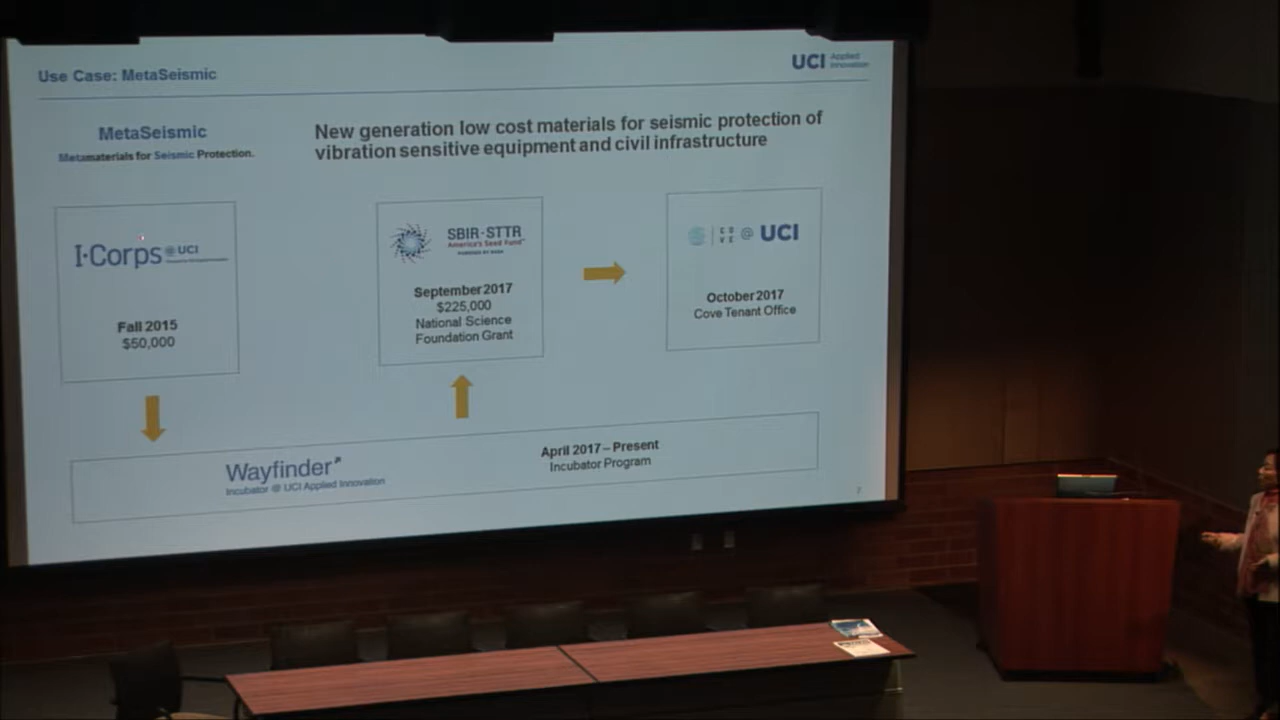 Use Case: MetaSeismic
UCI Applied Innovation
MetaSeismic
Metamaterials for Seismic Protection.
New generation low cost materials for seismic protection of
vibration sensitive equipment and civil infrastructure
I-Corps @ UCI
Fall 2015
$50,000
SBIR·STTR
America's Seed Fund
September 2017
$225,000
National Science
Foundation Grant
COVE @ UCI
October 2017
Cove Tenant Office
Wayfinder
Incubator @ UCI Applied Innovation
April 2017 – Present
Incubator Program
7